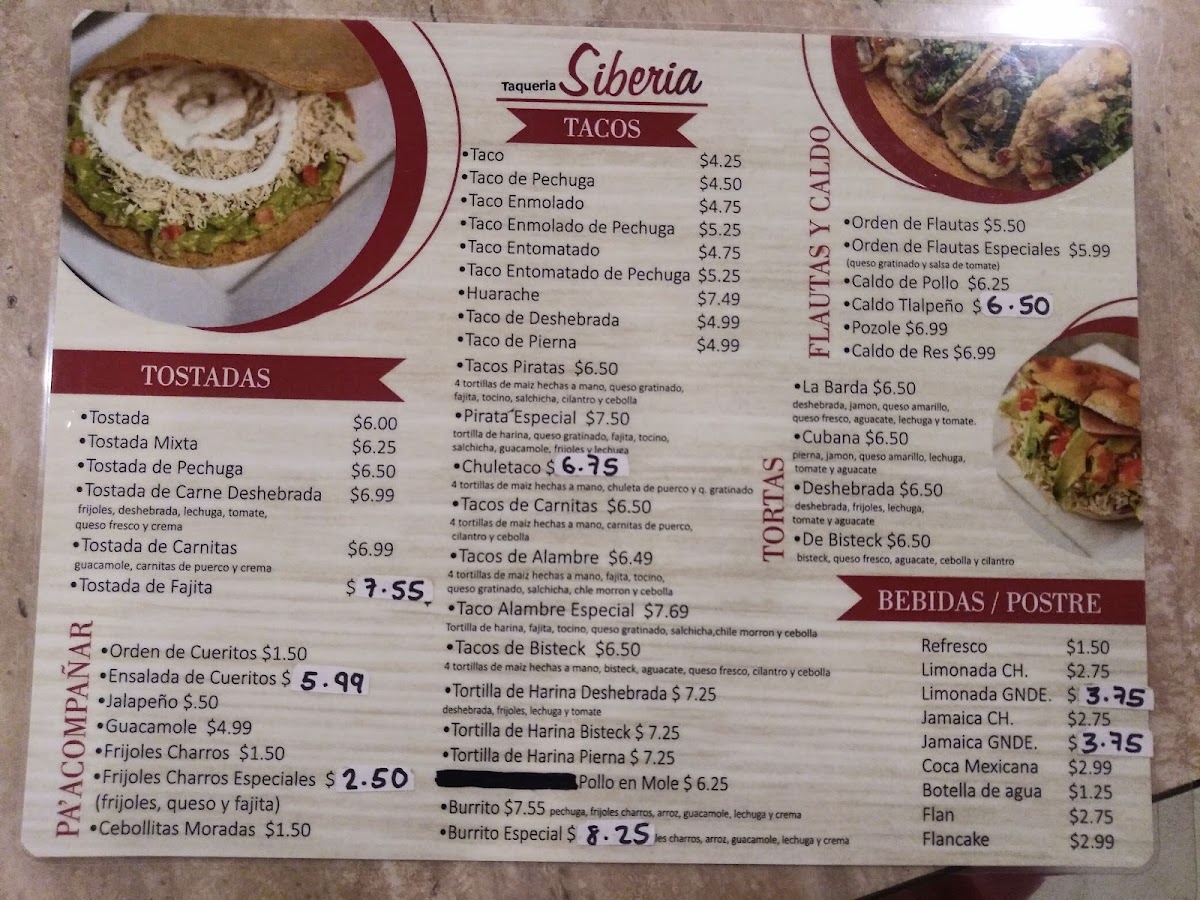 Taqueria Siberia
TACOS
•Taco $4.25
•Taco de Pechuga $4.50
•Taco Enmolado $4.75
•Taco Enmolado de Pechuga $5.25
•Taco Entomatado $4.75
•Taco Entomatado de Pechuga $5.25
•Huarache $7.49
•Taco de Deshebrada $4.99
•Taco de Pierna $4.99
•Tacos Piratas $6.50
4 tortillas de maiz hechas a mano, queso gratinado,
fajita, tocino, salchicha, cilantro y cebolla
•Pirata Especial $7.50
tortilla de harina, queso gratinado, fajita, tocino,
salchicha, guacamole, frijoles y lechuga
•Chuletaco $ 6.75
4 tortillas de maiz hechas a mano, chuleta de puerco y q. gratinado
•Tacos de Carnitas $6.50
4 tortillas de maiz hechas a mano, carnitas de puerco,
cilantro y cebolla
•Tacos de Alambre $6.49
4 tortillas de maiz hechas a mano, fajita, tocino,
queso gratinado, salchicha, chle morron y cebolla
•Taco Alambre Especial $7.69
Tortilla de harina, fajita, tocino, queso gratinado, salchicha,chile morron y cebolla
•Tacos de Bisteck $6.50
4 tortillas de maiz hechas a mano, bisteck, aguacate, queso fresco, cilantro y cebolla
•Tortilla de Harina Deshebrada $ 7.25
deshebrada, frijoles, lechuga y tomate
•Tortilla de Harina Bisteck $ 7.25
•Tortilla de Harina Pierna $ 7.25
Pollo en Mole $ 6.25
•Burrito $7.55 pechuga, frijoles charros, arroz, guacamole, lechuga y crema
•Burrito Especial $ 8.25 les charros, arroz, guacamole, lechuga y crema
TOSTADAS
•Tostada $6.00
•Tostada Mixta $6.25
•Tostada de Pechuga $6.50
•Tostada de Carne Deshebrada $6.99
frijoles, deshebrada, lechuga, tomate,
queso fresco y crema
•Tostada de Carnitas $6.99
guacamole, carnitas de puerco y crema
•Tostada de Fajita $ 7.55
PA'ACOMPAÑAR
•Orden de Cueritos $1.50
•Ensalada de Cueritos $ 5.99
•Jalapeño $.50
•Guacamole $4.99
•Frijoles Charros $1.50
•Frijoles Charros Especiales $ 2.50
(frijoles, queso y fajita)
•Cebollitas Moradas $1.50
FLAUTAS Y CALDO
•Orden de Flautas $5.50
•Orden de Flautas Especiales $5.99
(queso gratinado y salsa de tomate)
•Caldo de Pollo $6.25
•Caldo Tlalpeño $ 6.50
•Pozole $6.99
•Caldo de Res $6.99
TORTAS
•La Barda $6.50
deshebrada, jamon, queso amarillo,
queso fresco, aguacate, lechuga y tomate.
•Cubana $6.50
pierna, jamon, queso amarillo, lechuga,
tomate y aguacate
•Deshebrada $6.50
deshebrada, frijoles, lechuga,
tomate y aguacate
•De Bisteck $6.50
bisteck, queso fresco, aguacate, cebolla y cilantro
BEBIDAS / POSTRE
Refresco $1.50
Limonada CH. $2.75
Limonada GNDE. $ 3.75
Jamaica CH. $2.75
Jamaica GNDE. $ 3.75
Coca Mexicana $2.99
Botella de agua $1.25
Flan $2.75
Flancake $2.99